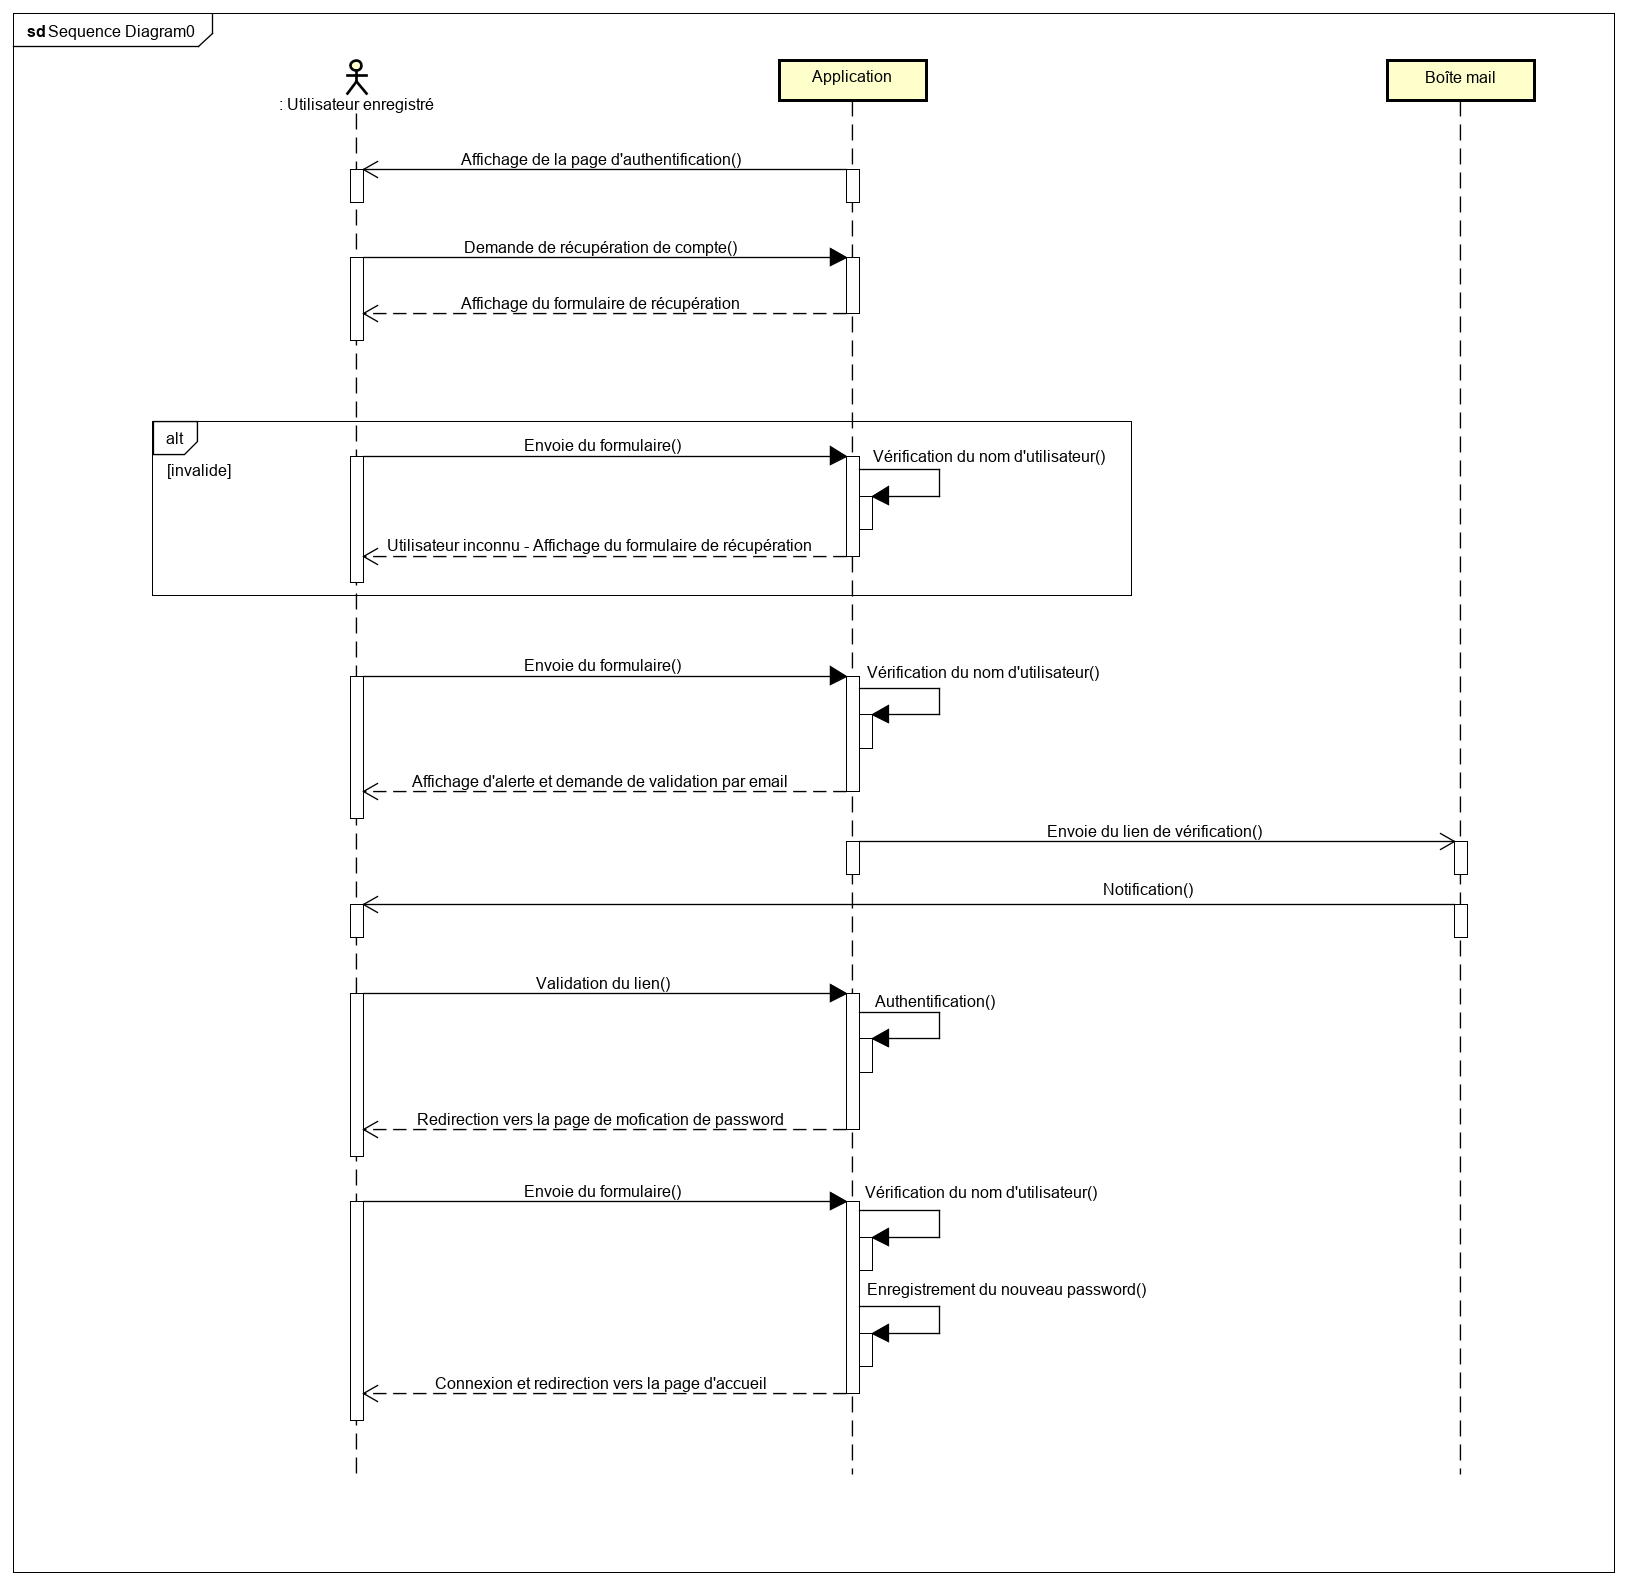 sd Sequence Diagram0
: Utilisateur enregistré
Application
Boîte mail
Affichage de la page d'authentification()
Demande de récupération de compte()
Affichage du formulaire de récupération
alt
[invalide]
Envoie du formulaire()
Vérification du nom d'utilisateur()
Utilisateur inconnu - Affichage du formulaire de récupération
Envoie du formulaire()
Vérification du nom d'utilisateur()
Affichage d'alerte et demande de validation par email
Envoie du lien de vérification()
Notification()
Validation du lien()
Authentification()
Redirection vers la page de mofication de password
Envoie du formulaire()
Vérification du nom d'utilisateur()
Enregistrement du nouveau password()
Connexion et redirection vers la page d'accueil